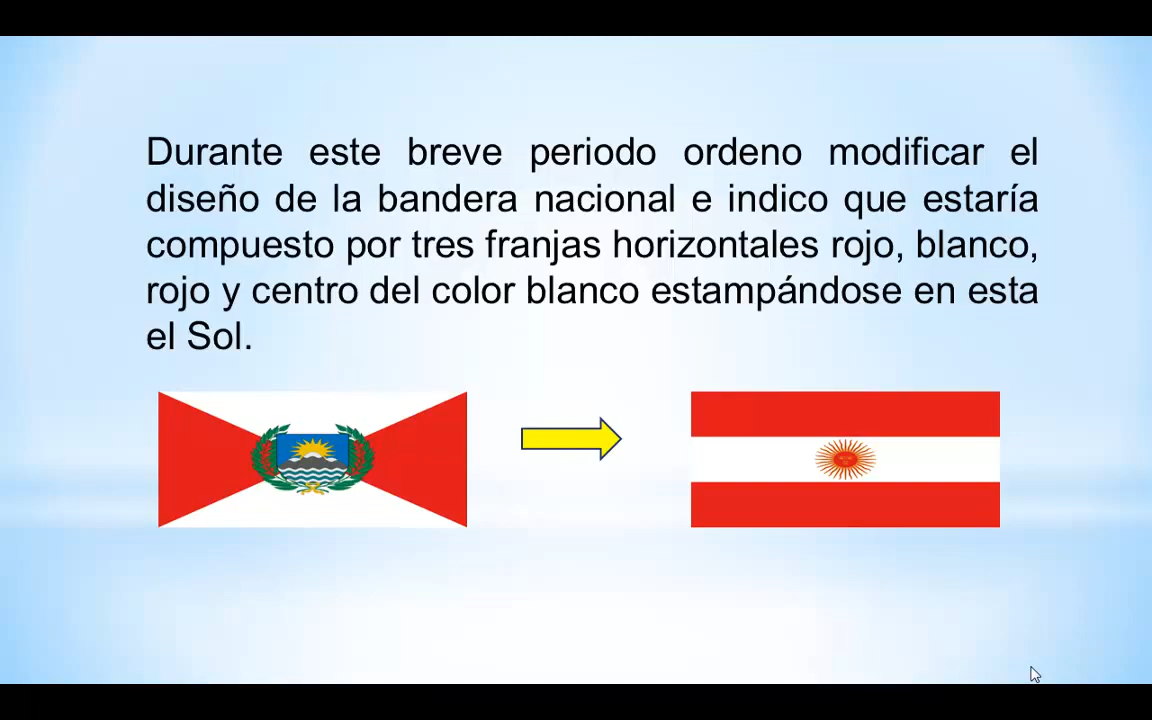 Durante este breve periodo ordeno modificar el
diseño de la bandera nacional e indico que estaría
compuesto por tres franjas horizontales rojo, blanco,
rojo y centro del color blanco estampándose en esta
el Sol.